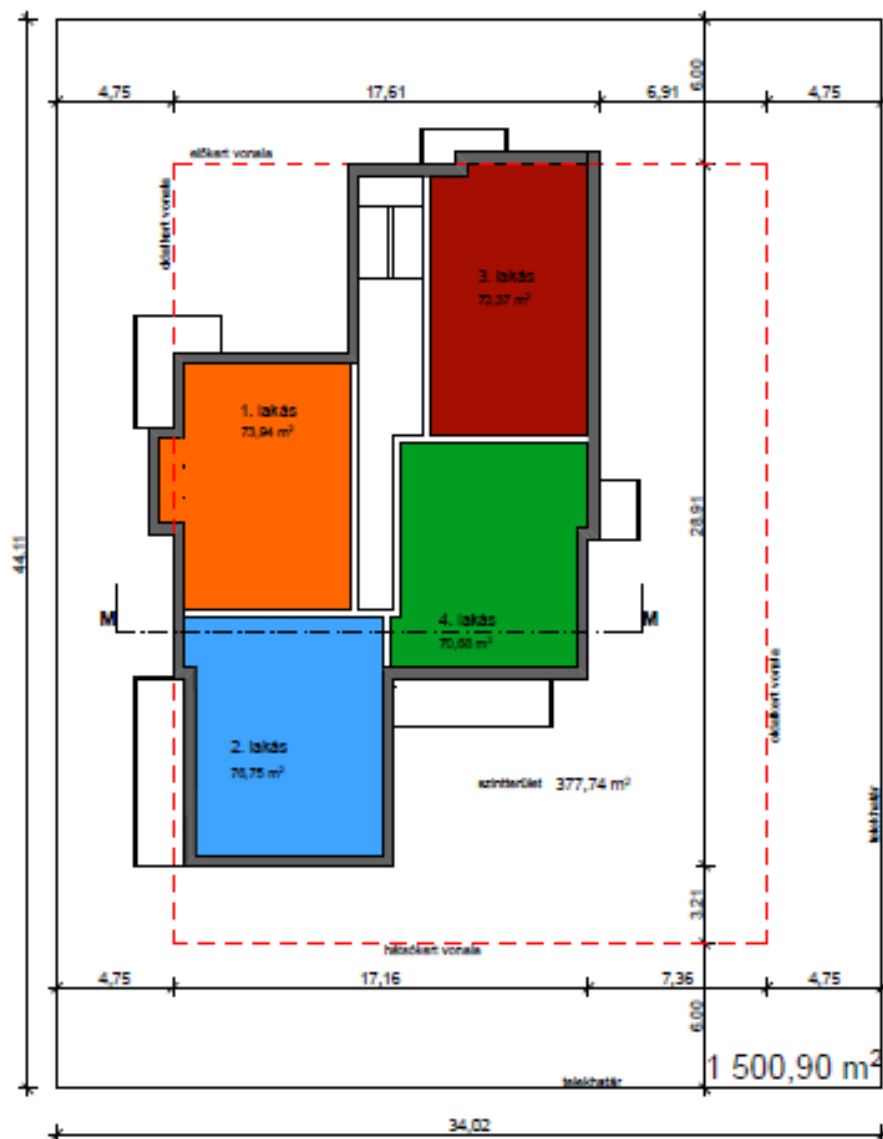 4,75
17,61
6,91
4,75
6.00
előkert vonala
oldalkert vonala
3. lakás
72,37 m²
1. lakás
73,94 m²
44.11
28.91
M
M
4. lakás
70,68 m²
oldalkert vonala
2. lakás
76,75 m²
szintterület 377,74 m²
telekhatár
3.21
hátsókert vonala
4,75
17,16
7,36
4,75
6.00
1 500,90 m²
telekhatár
34,02